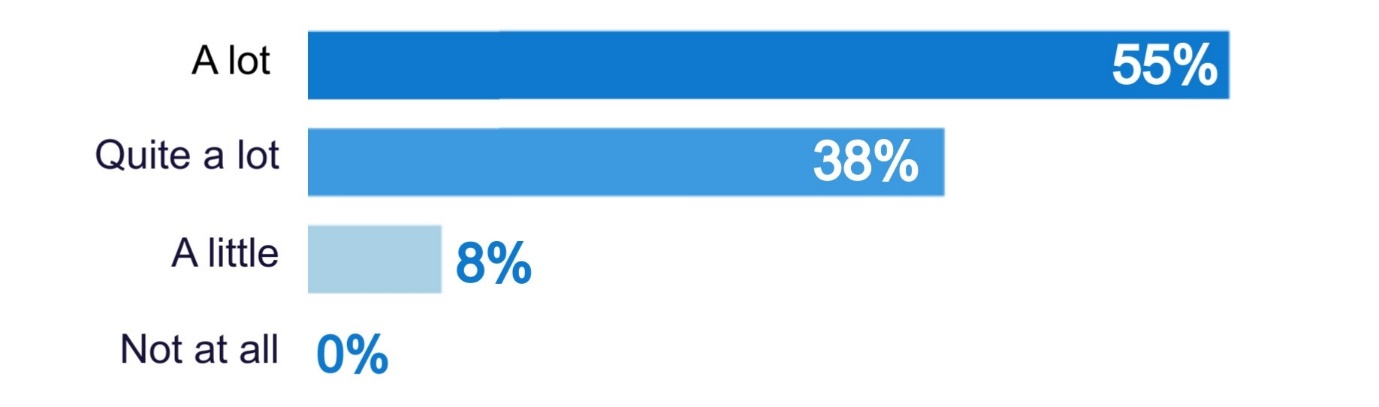 A lot 55%
Quite a lot 38%
A little 8%
Not at all 0%